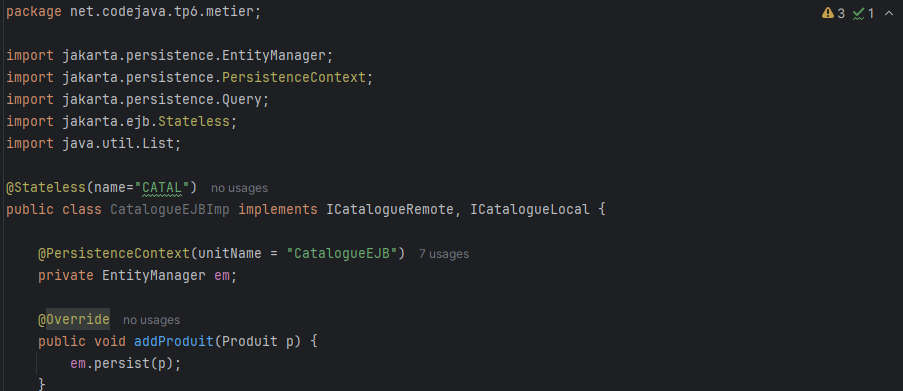 package net.codejava.tp6.metier;
3 1
import jakarta.persistence.EntityManager;
import jakarta.persistence.PersistenceContext;
import jakarta.persistence.Query;
import jakarta.ejb.Stateless;
import java.util.List;
@Stateless(name="CATAL") no usages
public class CatalogueEJBImp implements ICatalogueRemote, ICatalogueLocal {
@PersistenceContext(unitName = "CatalogueEJB") 7 usages
private EntityManager em;
@Override no usages
public void addProduit(Produit p) {
em.persist(p);
}